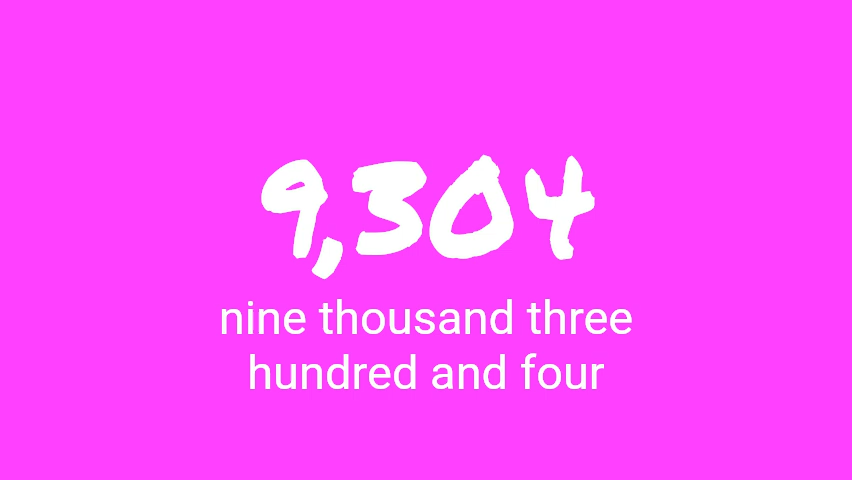 9,304
nine thousand three
hundred and four